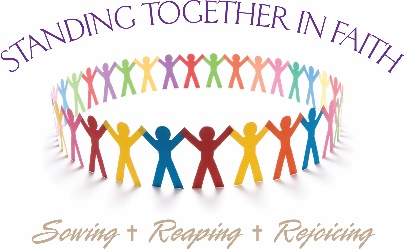 STANDING TOGETHER IN FAITH
Sowing † Reaping † Rejoicing